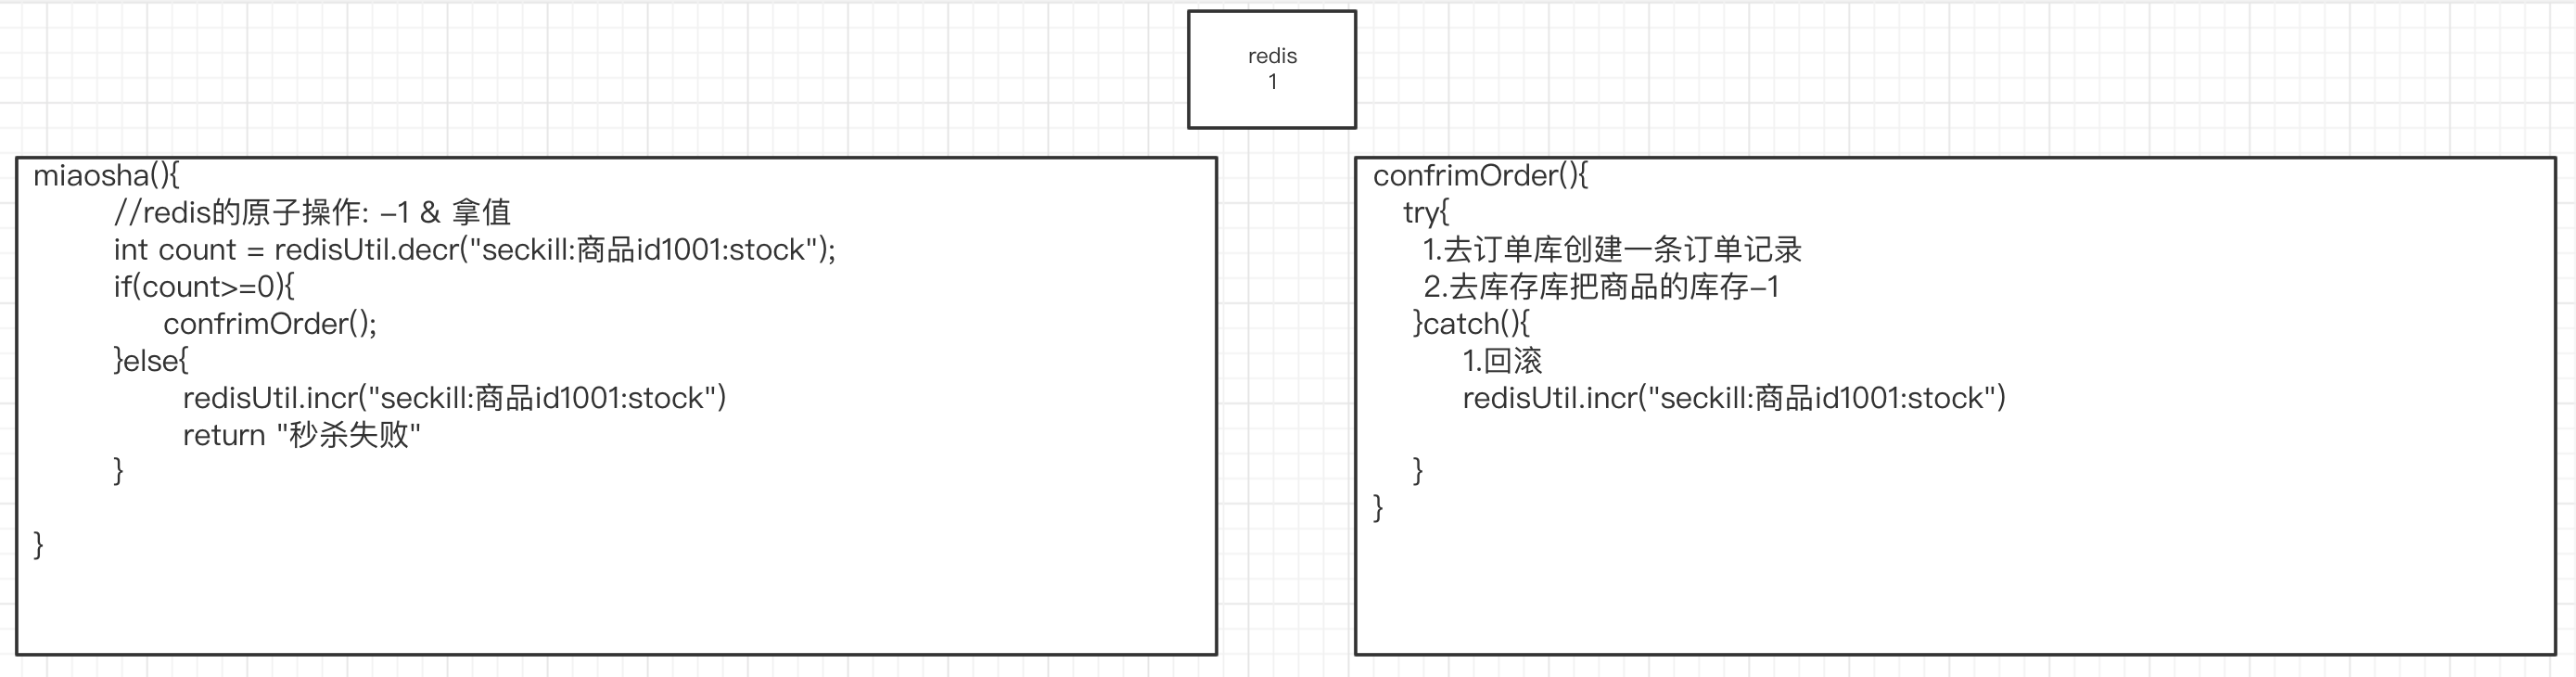 redis
1
miaosha(){
//redis的原子操作: -1 & 拿值
int count = redisUtil.decr("seckill:商品id1001:stock");
if(count>=0){
confrimOrder();
}else{
redisUtil.incr("seckill:商品id1001:stock")
return "秒杀失败"
}
}
confrimOrder(){
try{
1.去订单库创建一条订单记录
2.去库存库把商品的库存-1
}catch(){
1.回滚
redisUtil.incr("seckill:商品id1001:stock")
}
}